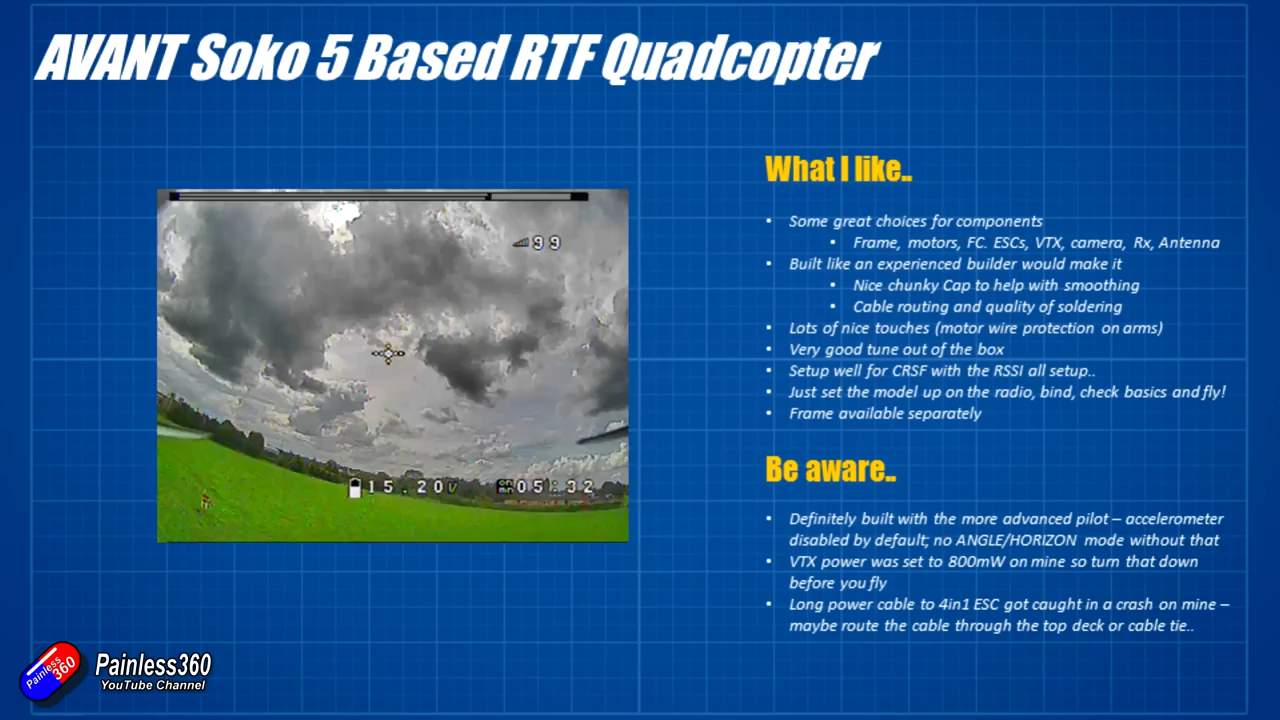 AVANT Soko 5 Based RTF Quadcopter
What I like..
• Some great choices for components
• Frame, motors, FC. ESCs, VTX, camera, Rx, Antenna
• Built like an experienced builder would make it
• Nice chunky Cap to help with smoothing
• Cable routing and quality of soldering
• Lots of nice touches (motor wire protection on arms)
• Very good tune out of the box
• Setup well for CRSF with the RSSI all setup..
• Just set the model up on the radio, bind, check basics and fly!
• Frame available separately
Be aware..
• Definitely built with the more advanced pilot – accelerometer
disabled by default; no ANGLE/HORIZON mode without that
• VTX power was set to 800mW on mine so turn that down
before you fly
• Long power cable to 4in1 ESC got caught in a crash on mine –
maybe route the cable through the top deck or cable tie..
99
15.20V
05:32
Painless
360
Painless360
YouTube Channel